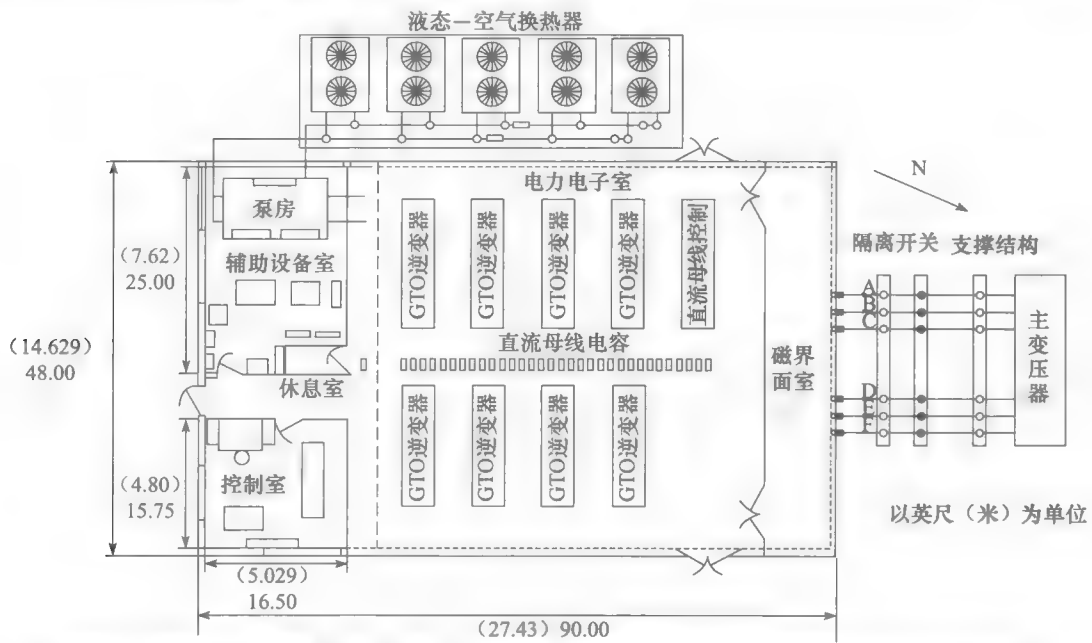 液态－空气换热器
电力电子室
N
泵房
GTO逆变器
GTO逆变器
GTO逆变器
GTO逆变器
直流母线控制
隔离开关 支撑结构
(7.62)
25.00
辅助设备室
A
B
C
主变压器
直流母线电容
(14.629)
48.00
磁界
面室
休息室
D
E
F
GTO逆变器
GTO逆变器
GTO逆变器
GTO逆变器
(4.80)
15.75
控制室
以英尺（米）为单位
(5.029)
16.50
(27.43) 90.00